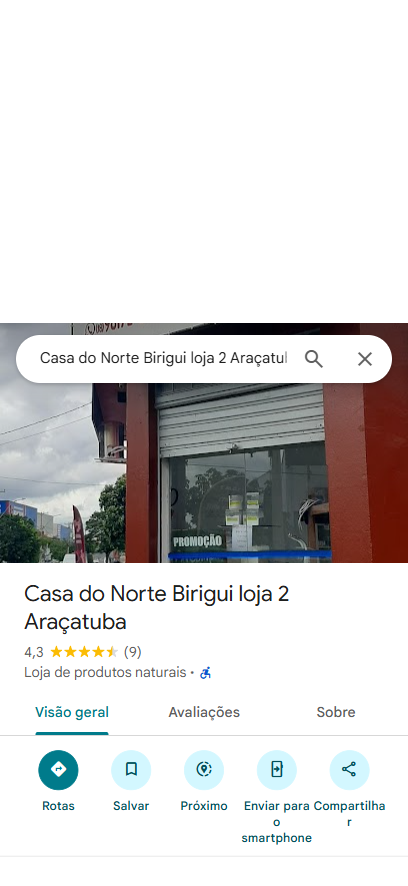 Casa do Norte Birigui loja 2 Araçatul
PROMOÇÃO
Casa do Norte Birigui loja 2
Araçatuba
4,3 (9)
Loja de produtos naturais ·
Visão geral Avaliações Sobre
Rotas Salvar Próximo Enviar para o smartphone Compartilhar